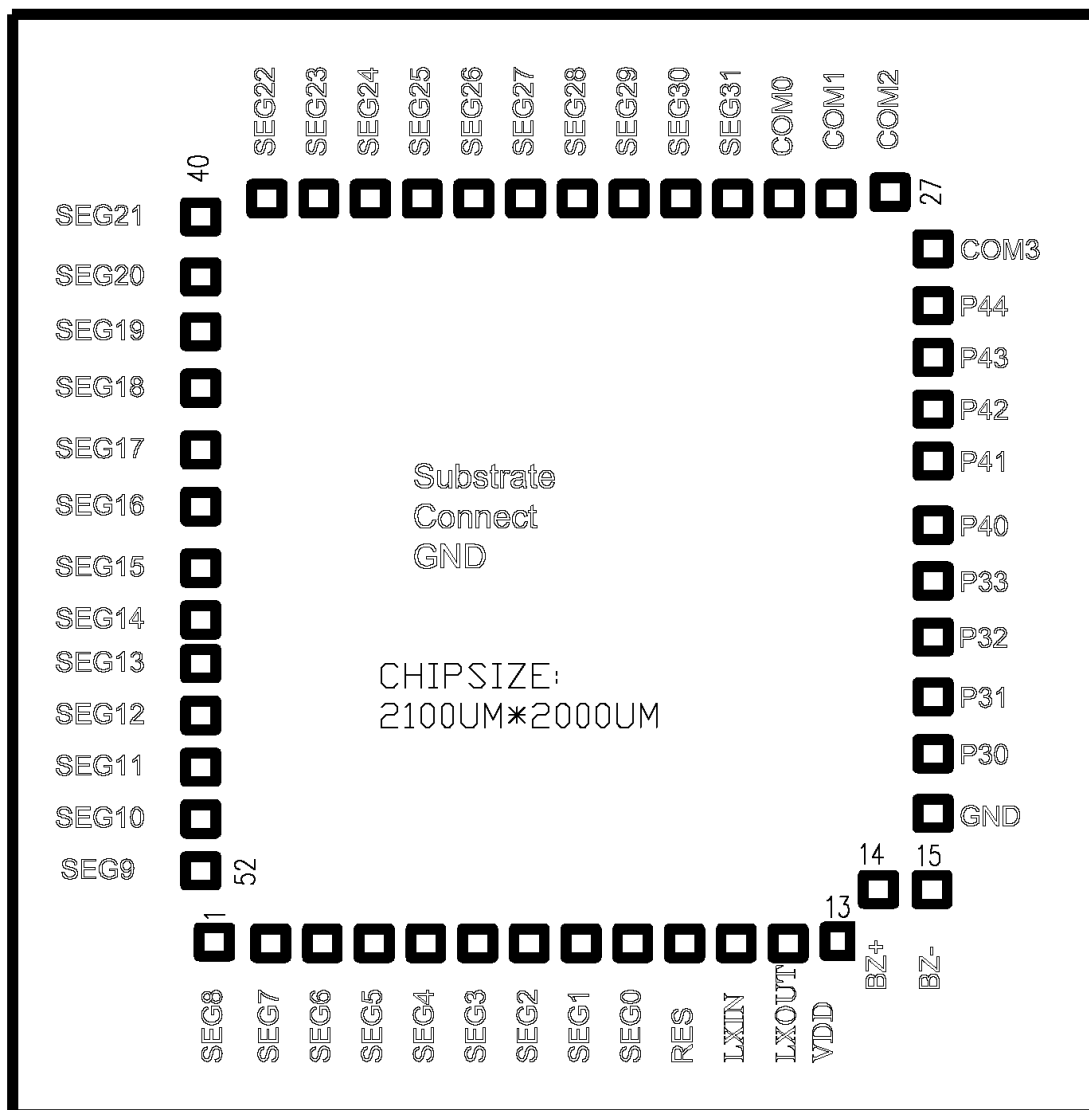 SEG22
SEG23
SEG24
SEG25
SEG26
SEG27
SEG28
SEG29
SEG30
SEG31
COM0
COM1
COM2
40
27
SEG21
SEG20
SEG19
SEG18
SEG17
SEG16
SEG15
SEG14
SEG13
SEG12
SEG11
SEG10
SEG9
52
Substrate
Connect
GND
CHIPSIZE:
2100UM*2000UM
COM3
P44
P43
P42
P41
P40
P33
P32
P31
P30
GND
14
15
1
13
SEG8
SEG7
SEG6
SEG5
SEG4
SEG3
SEG2
SEG1
SEG0
RES
LXIN
LXOUT
VDD
BZ+
BZ-